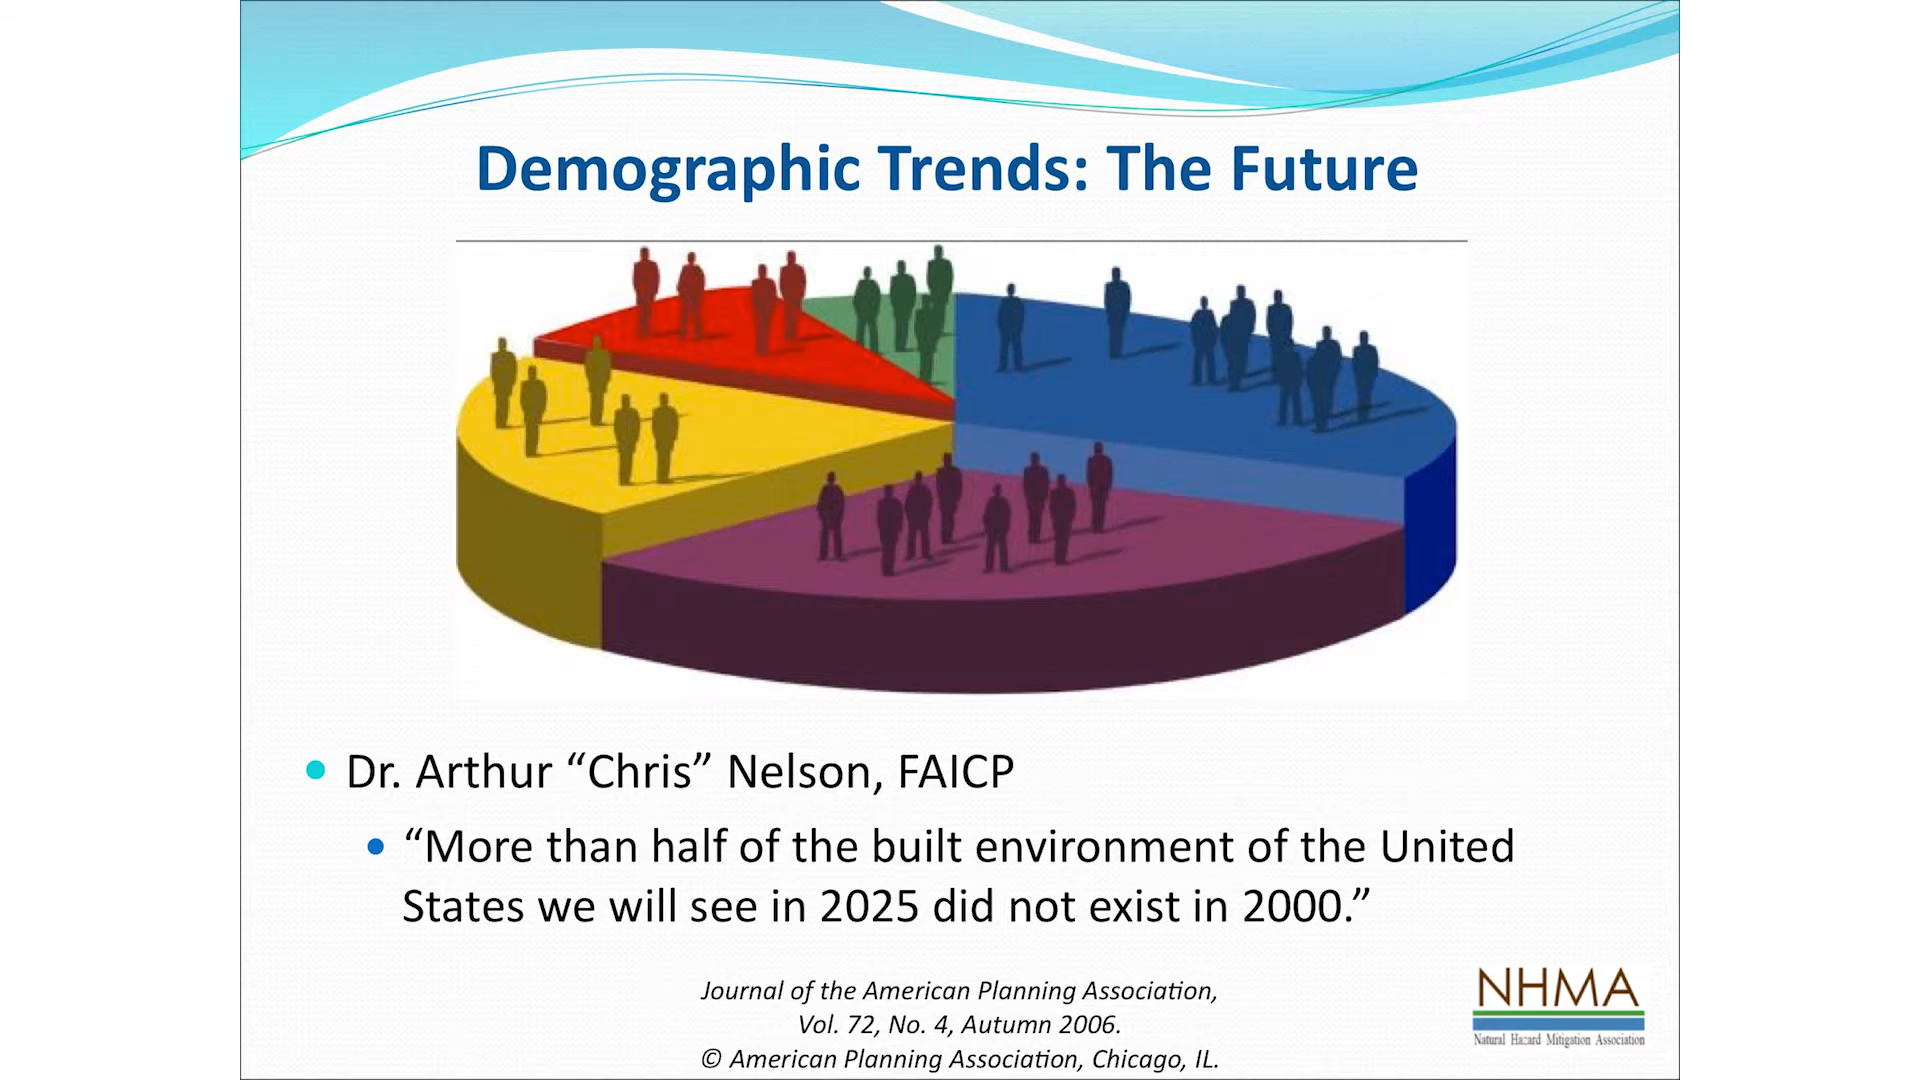 Demographic Trends: The Future
Dr. Arthur “Chris” Nelson, FAICP
“More than half of the built environment of the United
States we will see in 2025 did not exist in 2000.”
Journal of the American Planning Association,
Vol. 72, No. 4, Autumn 2006.
© American Planning Association, Chicago, IL.
NHMA
Natural Hazard Mitigation Association